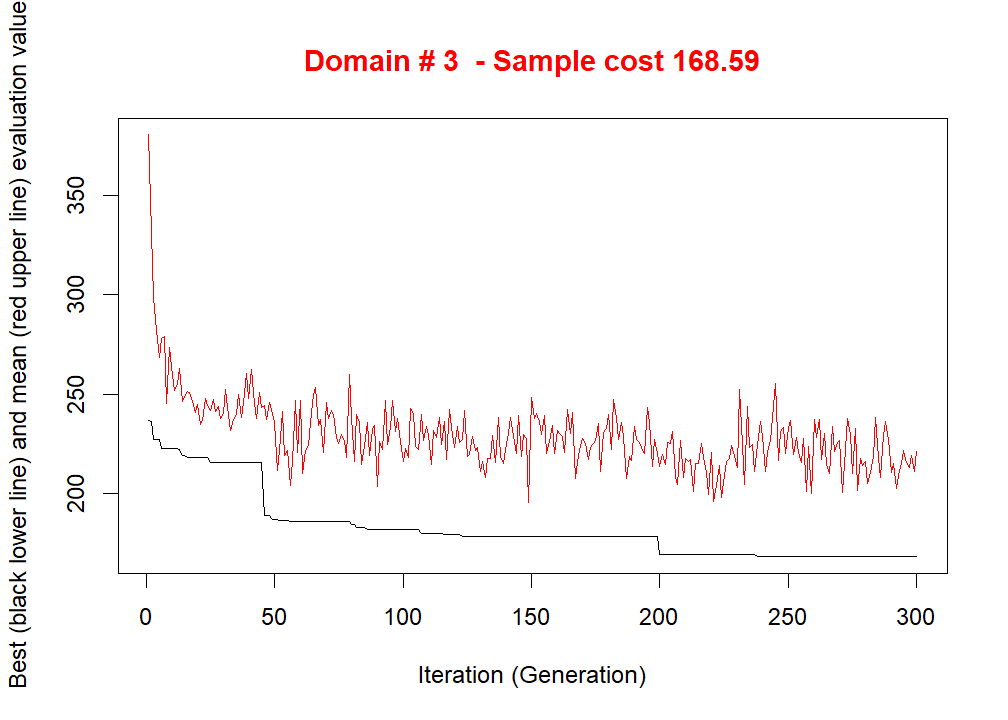 Domain # 3  - Sample cost 168.59
Best (black lower line) and mean (red upper line) evaluation value
350
300
250
200
0 50 100 150 200 250 300
Iteration (Generation)